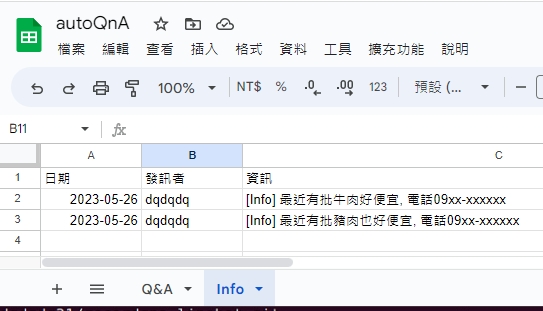 autoQnA
檔案 編輯 查看 插入 格式 資料 工具 擴充功能 說明
100% NT$ % .0 .00 123 預設 (...
B11 fx
A B C
1 日期 發訊者 資訊
2 2023-05-26 dqdqdq [Info] 最近有批牛肉好便宜, 電話09xx-xxxxxx
3 2023-05-26 dqdqdq [Info] 最近有批豬肉也好便宜, 電話09xx-xxxxxx
4
Q&A Info